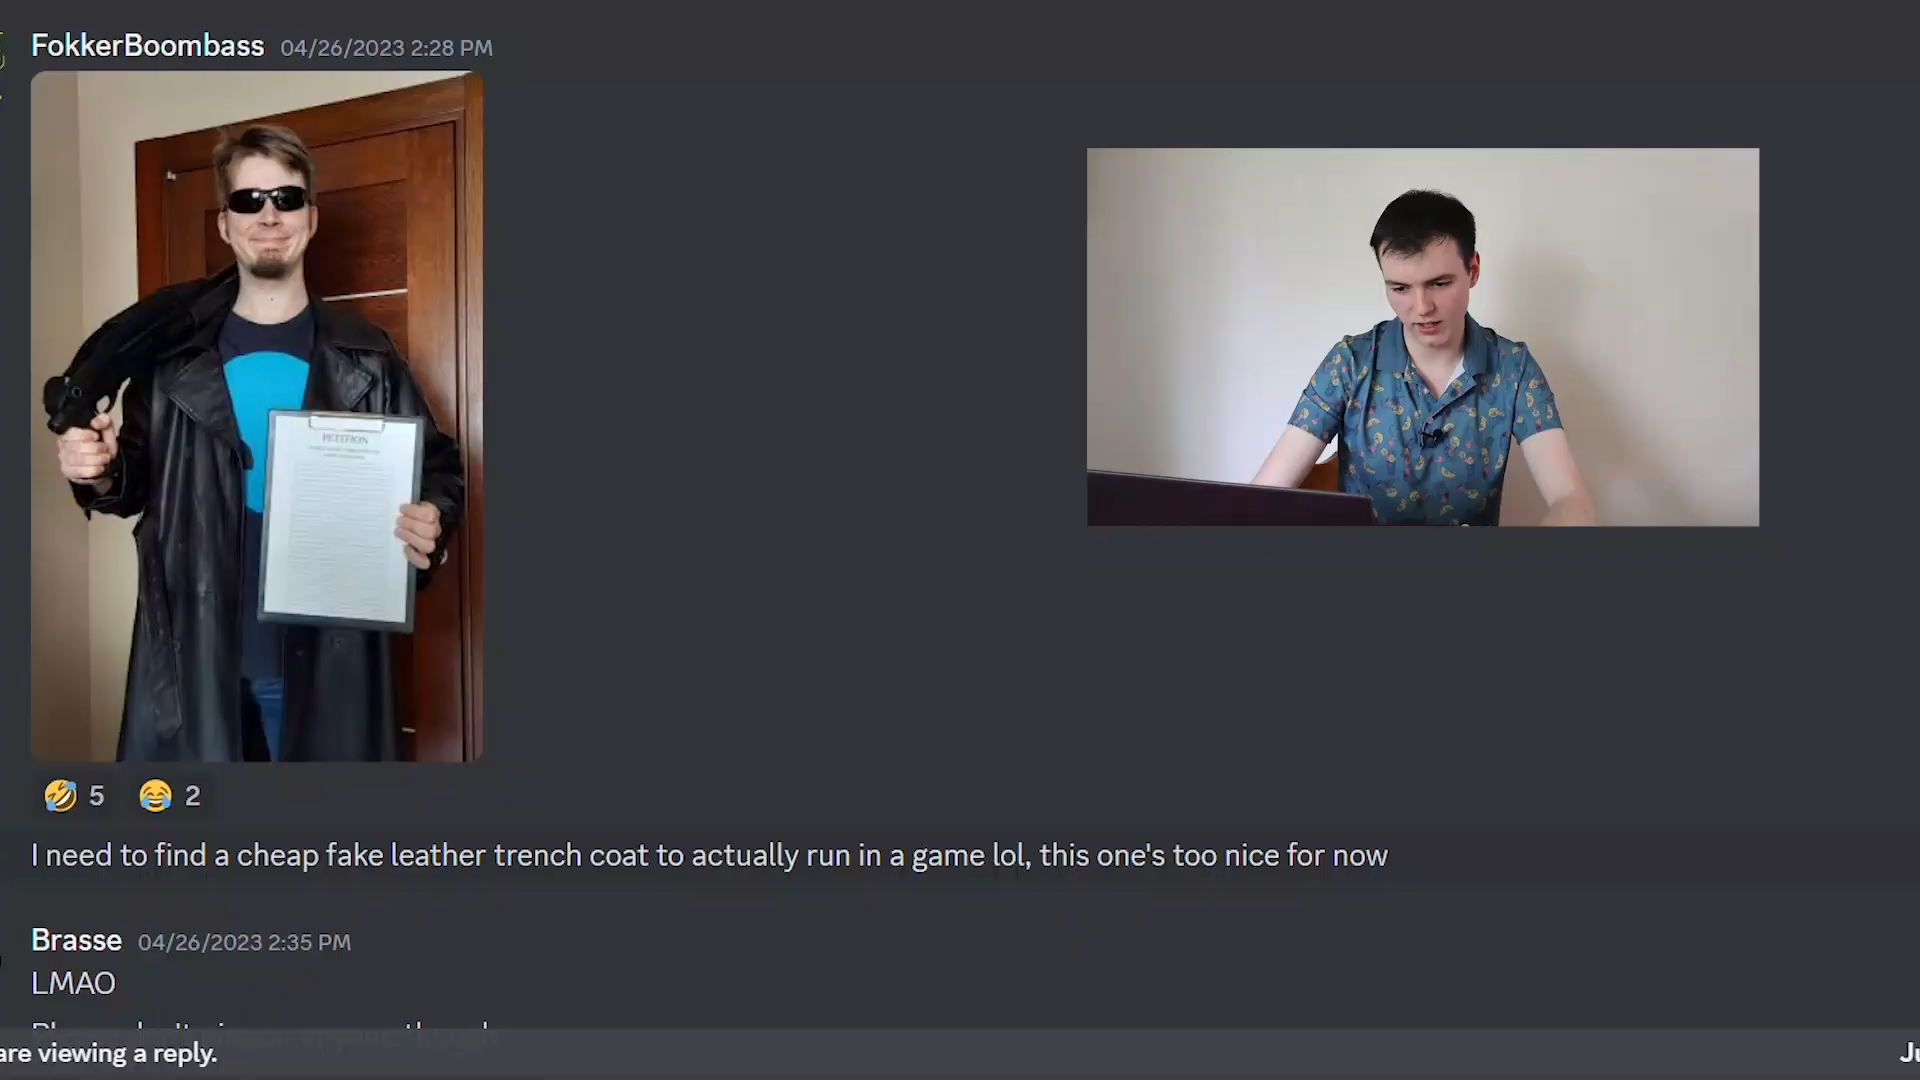 FokkerBoombass 04/26/2023 2:28 PM
PETITION
🤣 5 😂 2
I need to find a cheap fake leather trench coat to actually run in a game lol, this one's too nice for now
Brasse 04/26/2023 2:35 PM
LMAO
are viewing a reply.
Ju